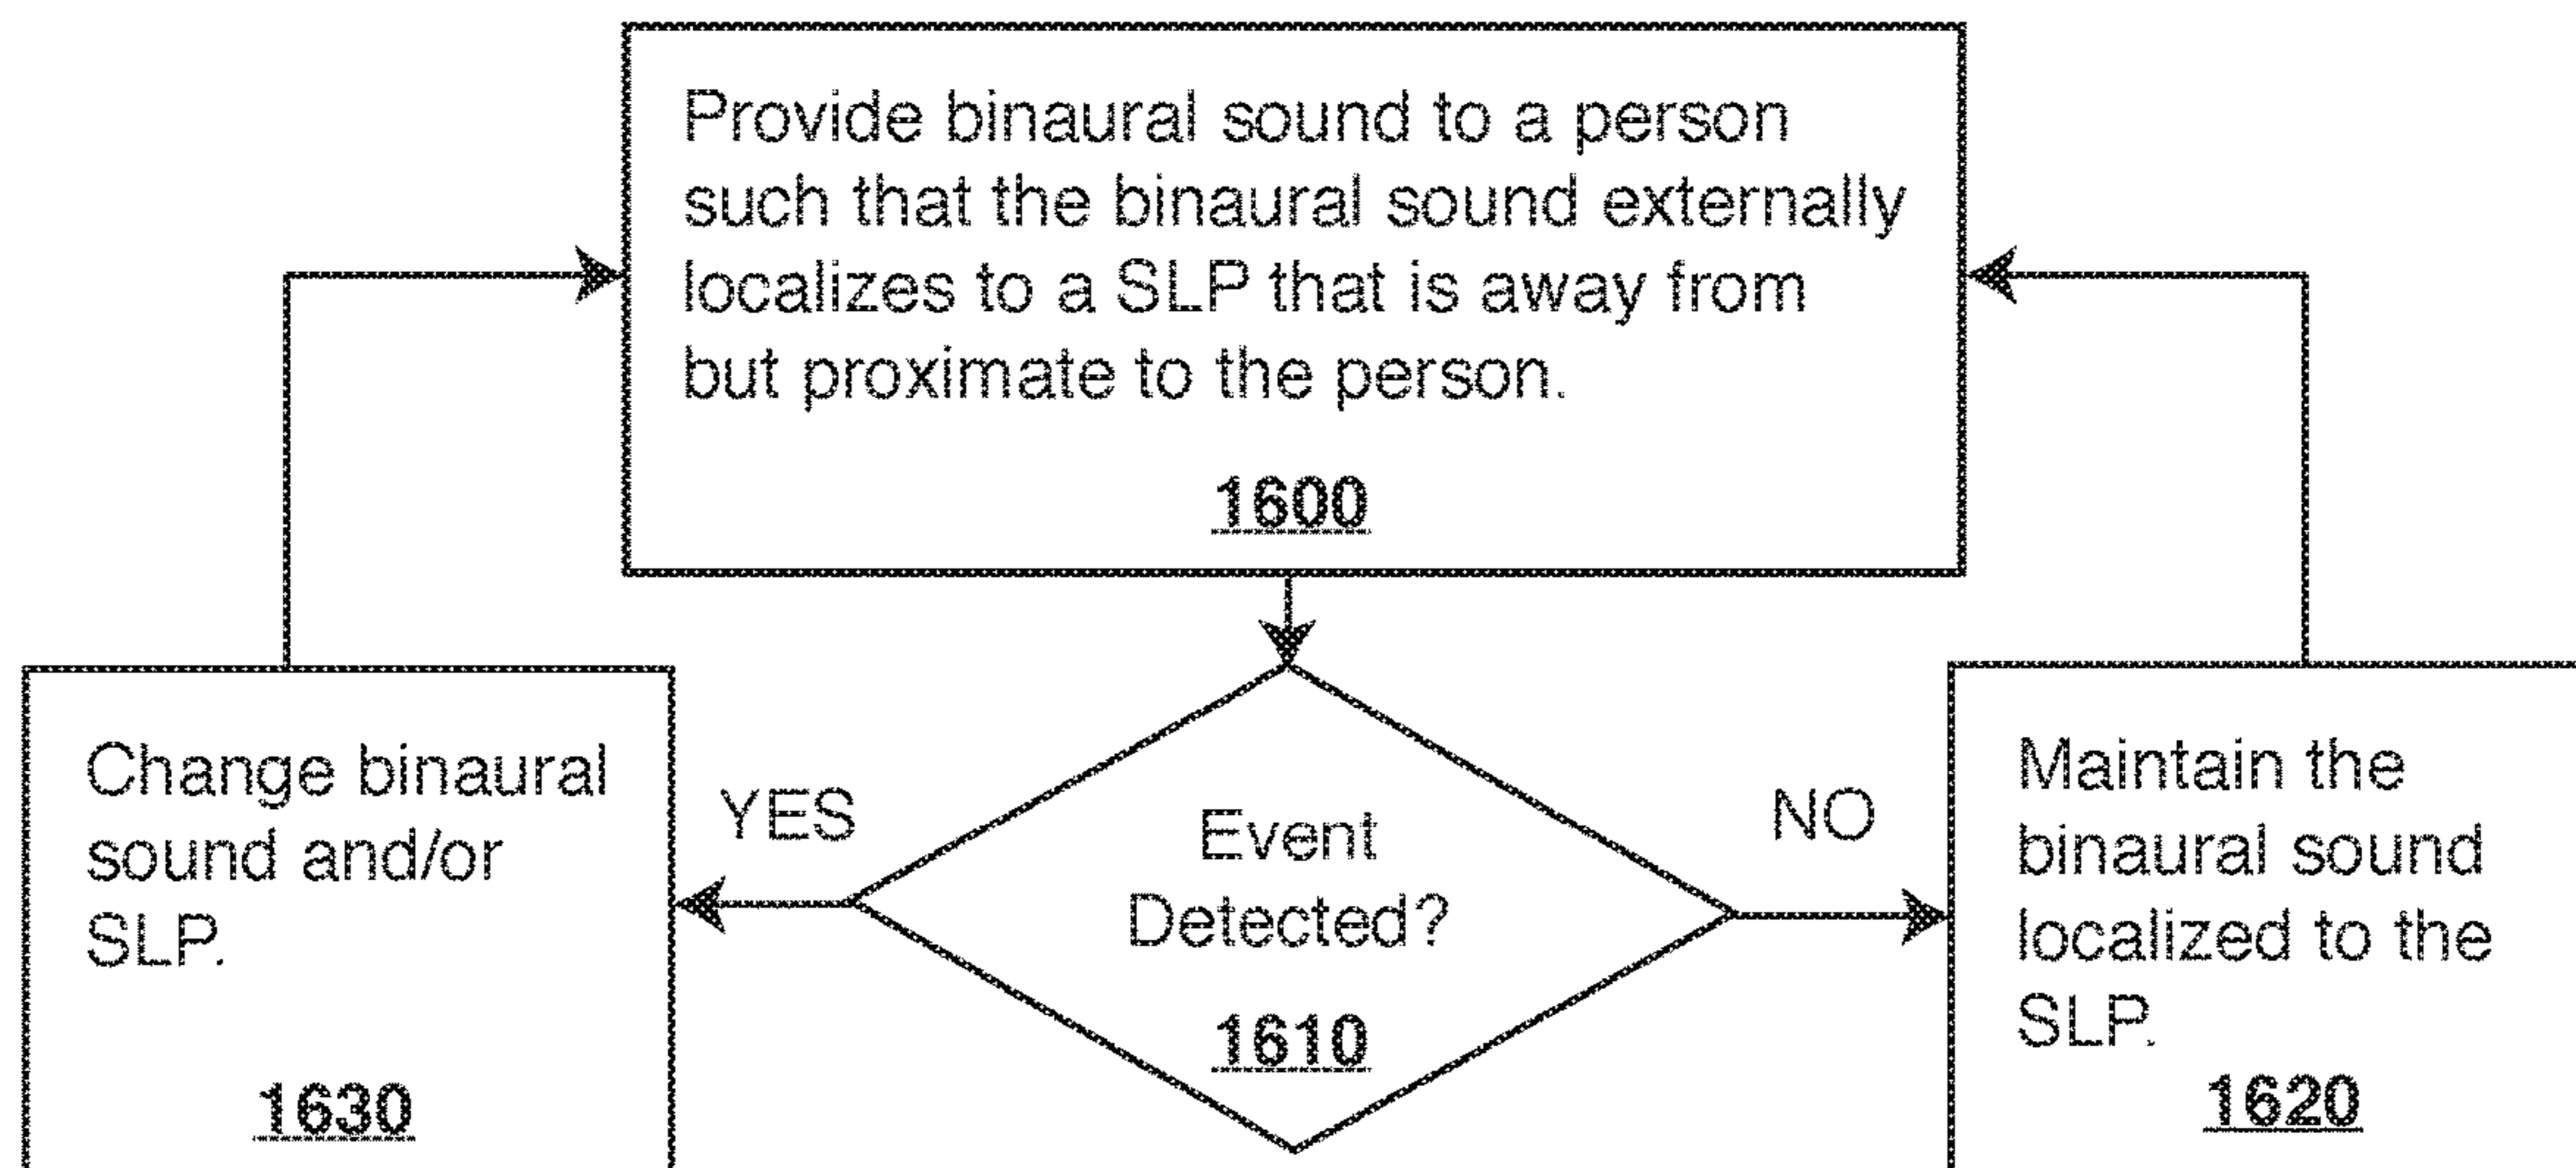 Provide binaural sound to a person
such that the binaural sound externally
localizes to a SLP that is away from
but proximate to the person.
1600
Change binaural
sound and/or
SLP.
1630
YES
Event
Detected?
1610
NO
Maintain the
binaural sound
localized to the
SLP.
1620